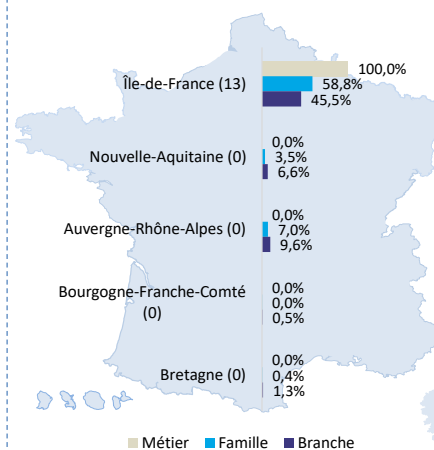 100,0%
Île-de-France (13) 58,8%
45,5%
0,0%
Nouvelle-Aquitaine (0) 3,5%
6,6%
0,0%
Auvergne-Rhône-Alpes (0) 7,0%
9,6%
Bourgogne-Franche-Comté 0,0%
(0) 0,0%
0,5%
0,0%
Bretagne (0) 0,4%
1,3%
Métier Famille Branche